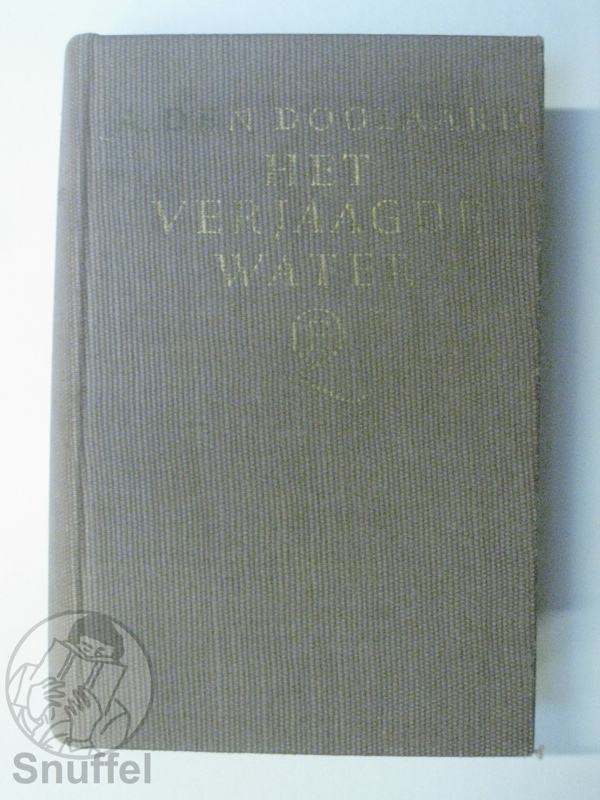 A. DEN DOOLAARD
HET
VERJAAGDE
WATER
Snuffel